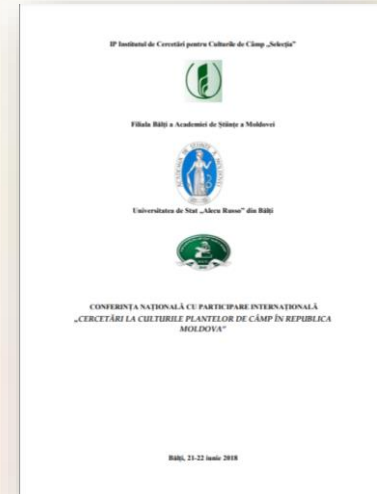 IP Institutul de Cercetări pentru Culturile de Câmp „Selecția”
Filiala Bălți a Academiei de Științe a Moldovei
Universitatea de Stat „Alecu Russo” din Bălți
CONFERINȚA NAȚIONALĂ CU PARTICIPARE INTERNAȚIONALĂ
„CERCETĂRI LA CULTURILE PLANTELOR DE CÂMP ÎN REPUBLICA
MOLDOVA”
Bălți, 21-22 iunie 2018